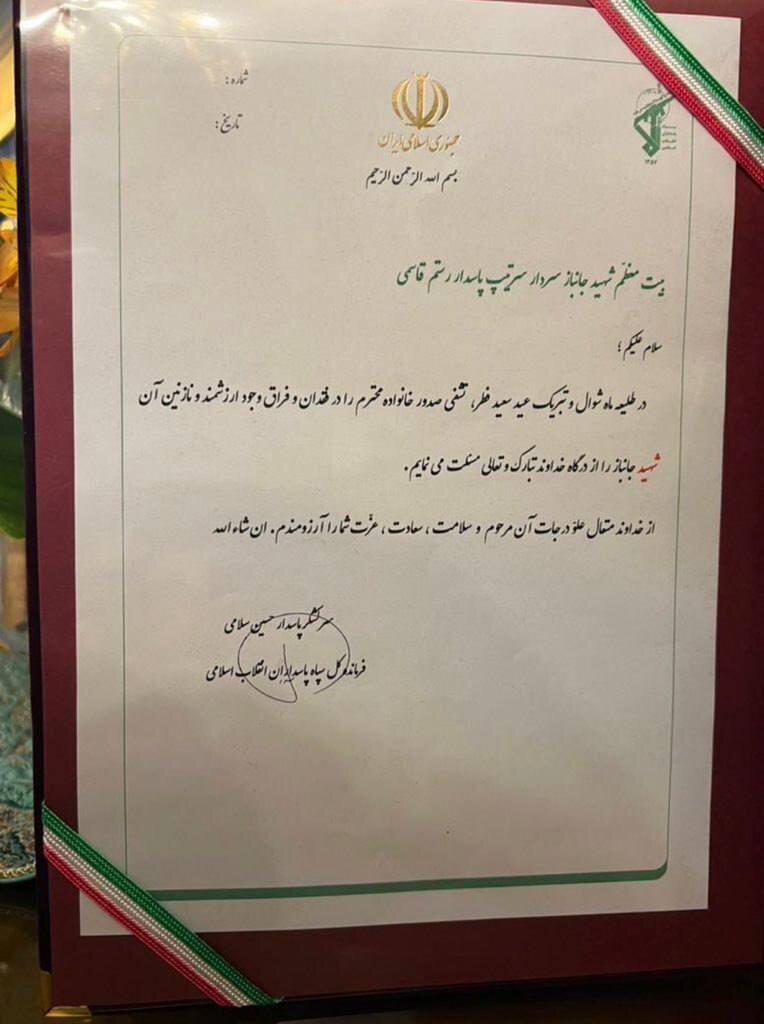 شماره:
تاریخ:
جمهوری اسلامی ایران
۱۳۵۷
بسم الله الرحمن الرحیم
بیت معظّم شهید جانباز سردار سرتیپ پاسدار رستم قاسمی
سلام علیکم؛
در طلیعه ماه شوال و تبریک عید سعید فطر، تشفی صدور خانواده محترم را در فقدان و فراق وجود ارزشمند و نازنین آن
شهید جانباز را از درگاه خداوند تبارک و تعالی مسئلت می نمایم.
از خداوند متعال علوّ درجات آن مرحوم و سلامت، سعادت، عزّت شما را آرزومندم. ان شاء الله
سرلشکر پاسدار حسین سلامی
فرمانده کل سپاه پاسداران انقلاب اسلامی